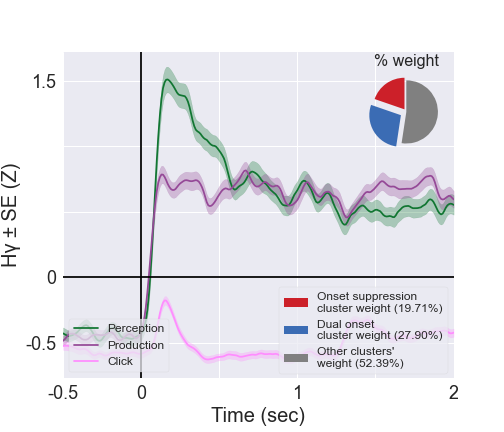 % weight
1.5
0
-0.5
Hγ ± SE (Z)
Onset suppression
cluster weight (19.71%)
Dual onset
cluster weight (27.90%)
Other clusters'
weight (52.39%)
Perception
Production
Click
-0.5
0
1
2
Time (sec)